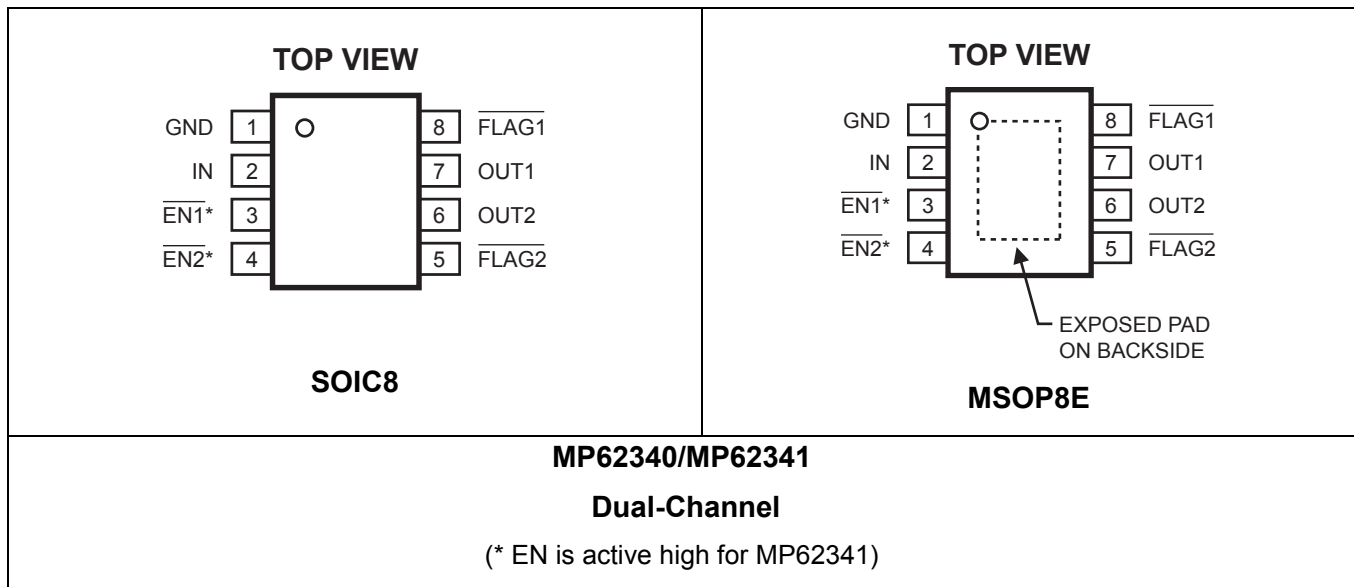 TOP VIEW
GND 1 8 FLAG1
IN 2 7 OUT1
EN1* 3 6 OUT2
EN2* 4 5 FLAG2
SOIC8
TOP VIEW
GND 1 8 FLAG1
IN 2 7 OUT1
EN1* 3 6 OUT2
EN2* 4 5 FLAG2
EXPOSED PAD
ON BACKSIDE
MSOP8E
MP62340/MP62341
Dual-Channel
(* EN is active high for MP62341)